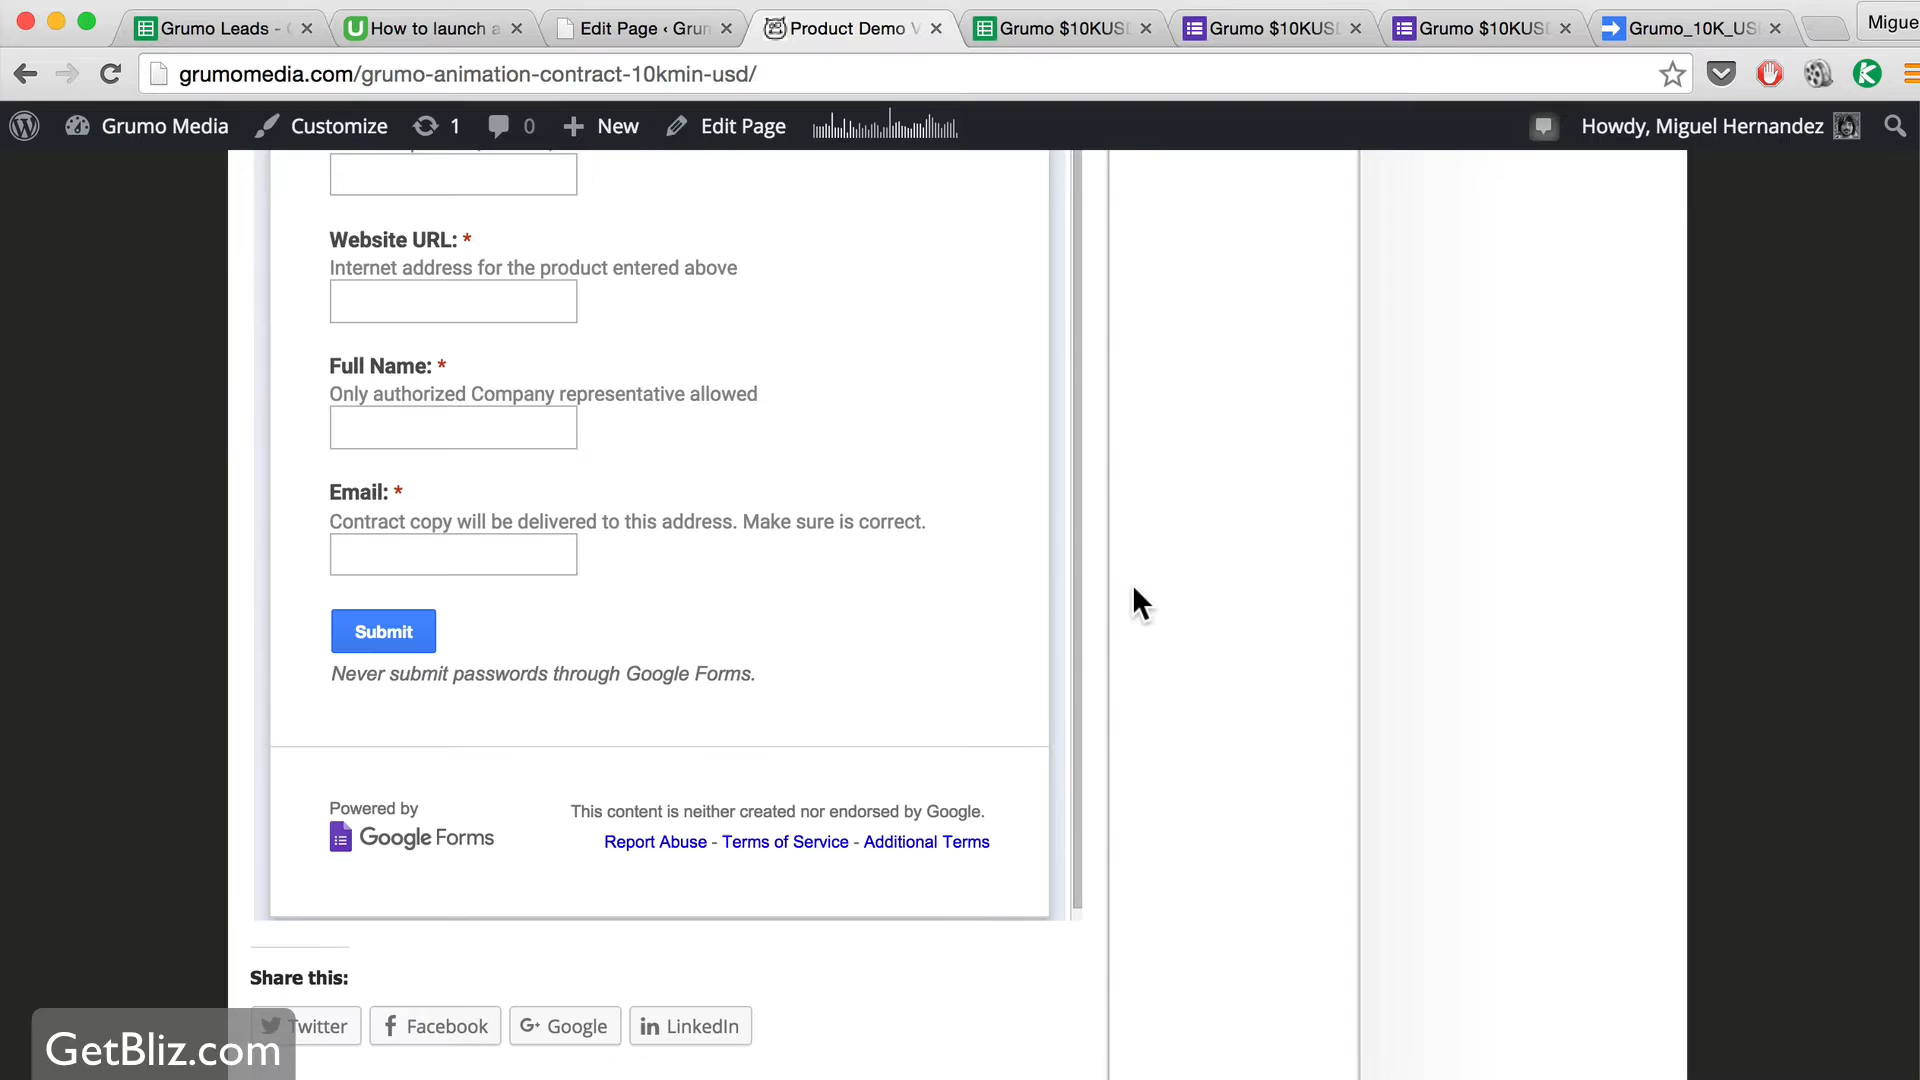 Grumo Leads -
How to launch a
Edit Page ‹ Grun
Product Demo V
Grumo $10KUSD
Grumo $10KUSD
Grumo $10KUSD
Grumo_10K_US
Migue
grumomedia.com/grumo-animation-contract-10kmin-usd/
Grumo Media
Customize
1
0
New
Edit Page
Howdy, Miguel Hernandez
Website URL: *
Internet address for the product entered above
Full Name: *
Only authorized Company representative allowed
Email: *
Contract copy will be delivered to this address. Make sure is correct.
Submit
Never submit passwords through Google Forms.
Powered by
Google Forms
This content is neither created nor endorsed by Google.
Report Abuse - Terms of Service - Additional Terms
Share this:
Twitter
Facebook
G+ Google
in LinkedIn
GetBliz.com